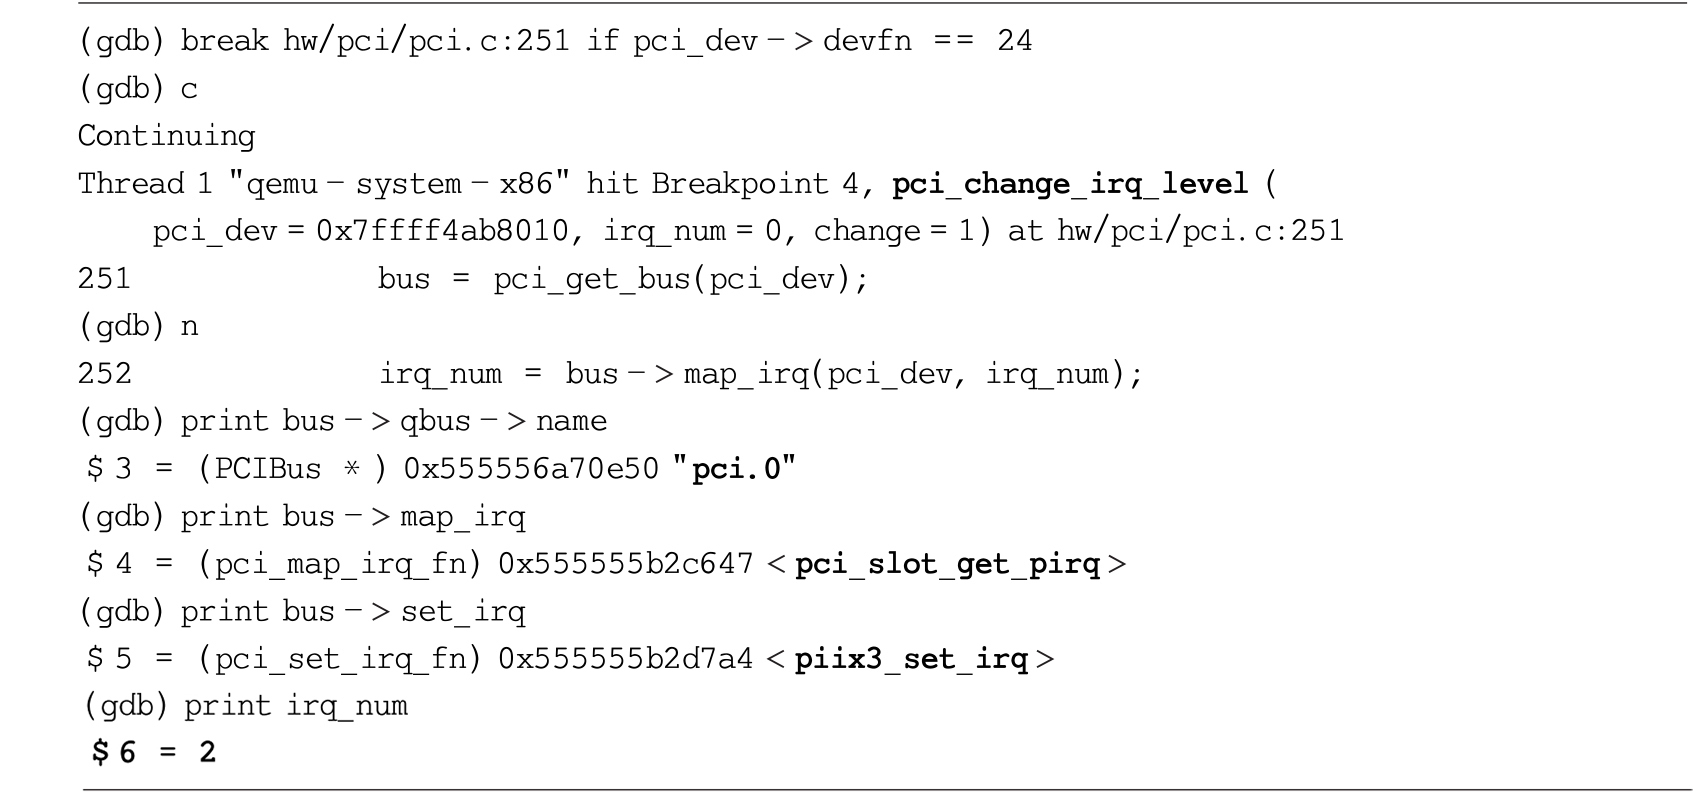 (gdb) break hw/pci/pci.c:251 if pci_dev->devfn == 24
(gdb) c
Continuing
Thread 1 "qemu-system-x86" hit Breakpoint 4, pci_change_irq_level (
    pci_dev=0x7ffff4ab8010, irq_num=0, change=1) at hw/pci/pci.c:251
251             bus = pci_get_bus(pci_dev);
(gdb) n
252             irq_num = bus->map_irq(pci_dev, irq_num);
(gdb) print bus->qbus->name
$3 = (PCIBus *) 0x555556a70e50 "pci.0"
(gdb) print bus->map_irq
$4 = (pci_map_irq_fn) 0x555555b2c647 <pci_slot_get_pirq>
(gdb) print bus->set_irq
$5 = (pci_set_irq_fn) 0x555555b2d7a4 <piix3_set_irq>
(gdb) print irq_num
$6 = 2